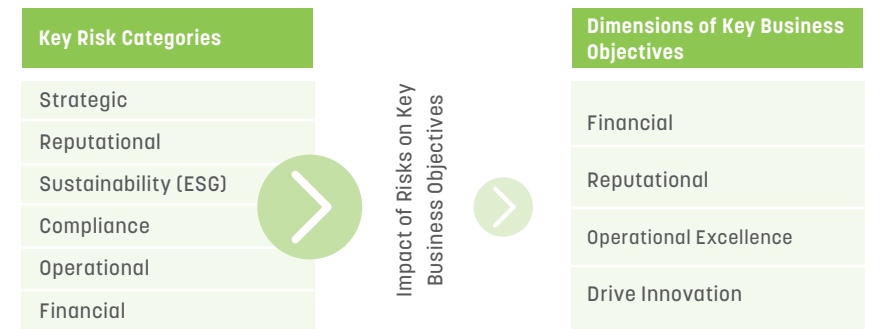 Key Risk Categories
Strategic
Reputational
Sustainability (ESG)
Compliance
Operational
Financial
Impact of Risks on Key
Business Objectives
Dimensions of Key Business
Objectives
Financial
Reputational
Operational Excellence
Drive Innovation